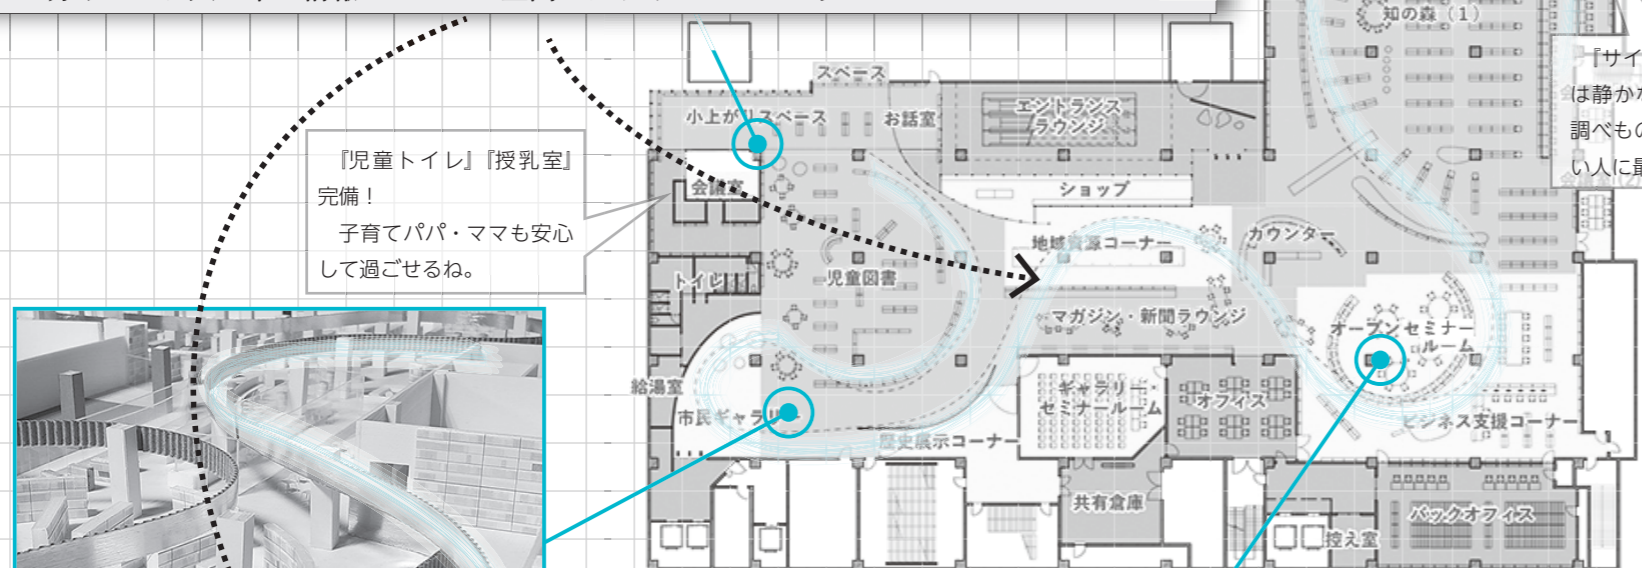 知の森（1）
『サイ
は静かな
調べもの
い人に最
スペース
小上がりスペース
お話室
エントランス
ラウンジ
『児童トイレ』『授乳室』
完備！
子育てパパ・ママも安心
して過ごせるね。
会議室
ショップ
地域資源コーナー
カウンター
トイレ
児童図書
マガジン・新聞ラウンジ
オープンセミナー
ルーム
給湯室
市民ギャラリー
歴史展示コーナー
ギャラリー・
セミナールーム
オフィス
ビジネス支援コーナー
共有倉庫
バックオフィス
控え室